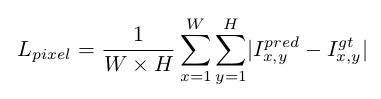 L_{pixel} = \frac{1}{W \times H} \sum_{x=1}^{W} \sum_{y=1}^{H} |I_{x,y}^{pred} - I_{x,y}^{gt}|